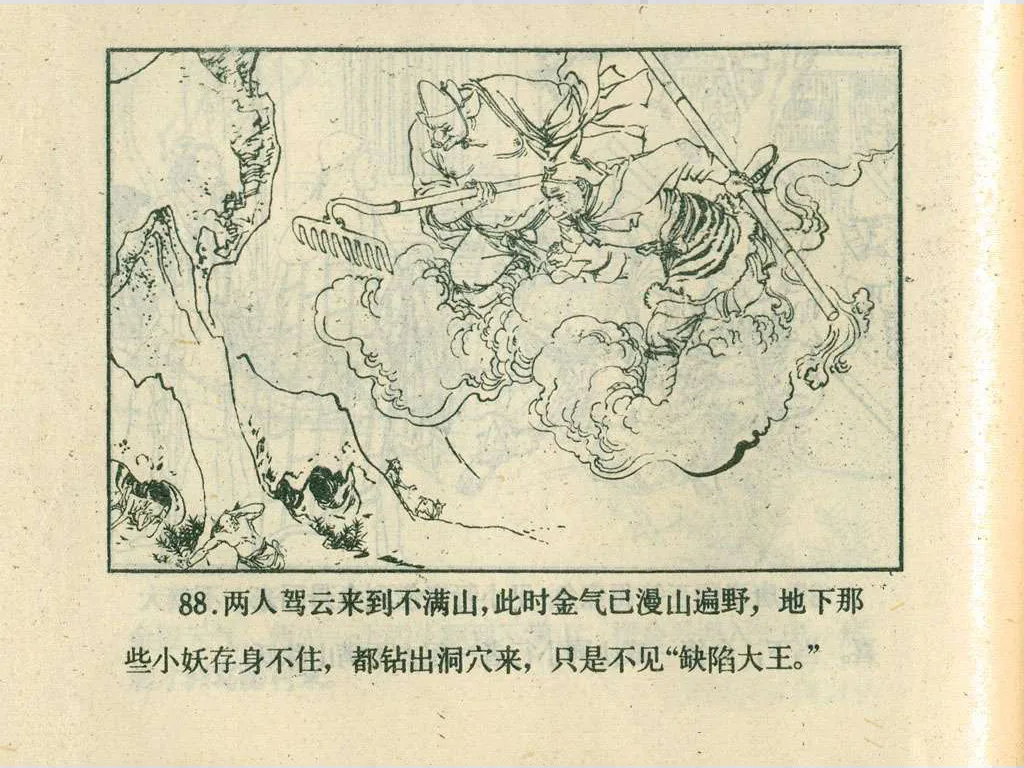 88.两人驾云来到不满山,此时金气已漫山遍野,地下那
些小妖存身不住,都钻出洞穴来,只是不见“缺陷大王。”